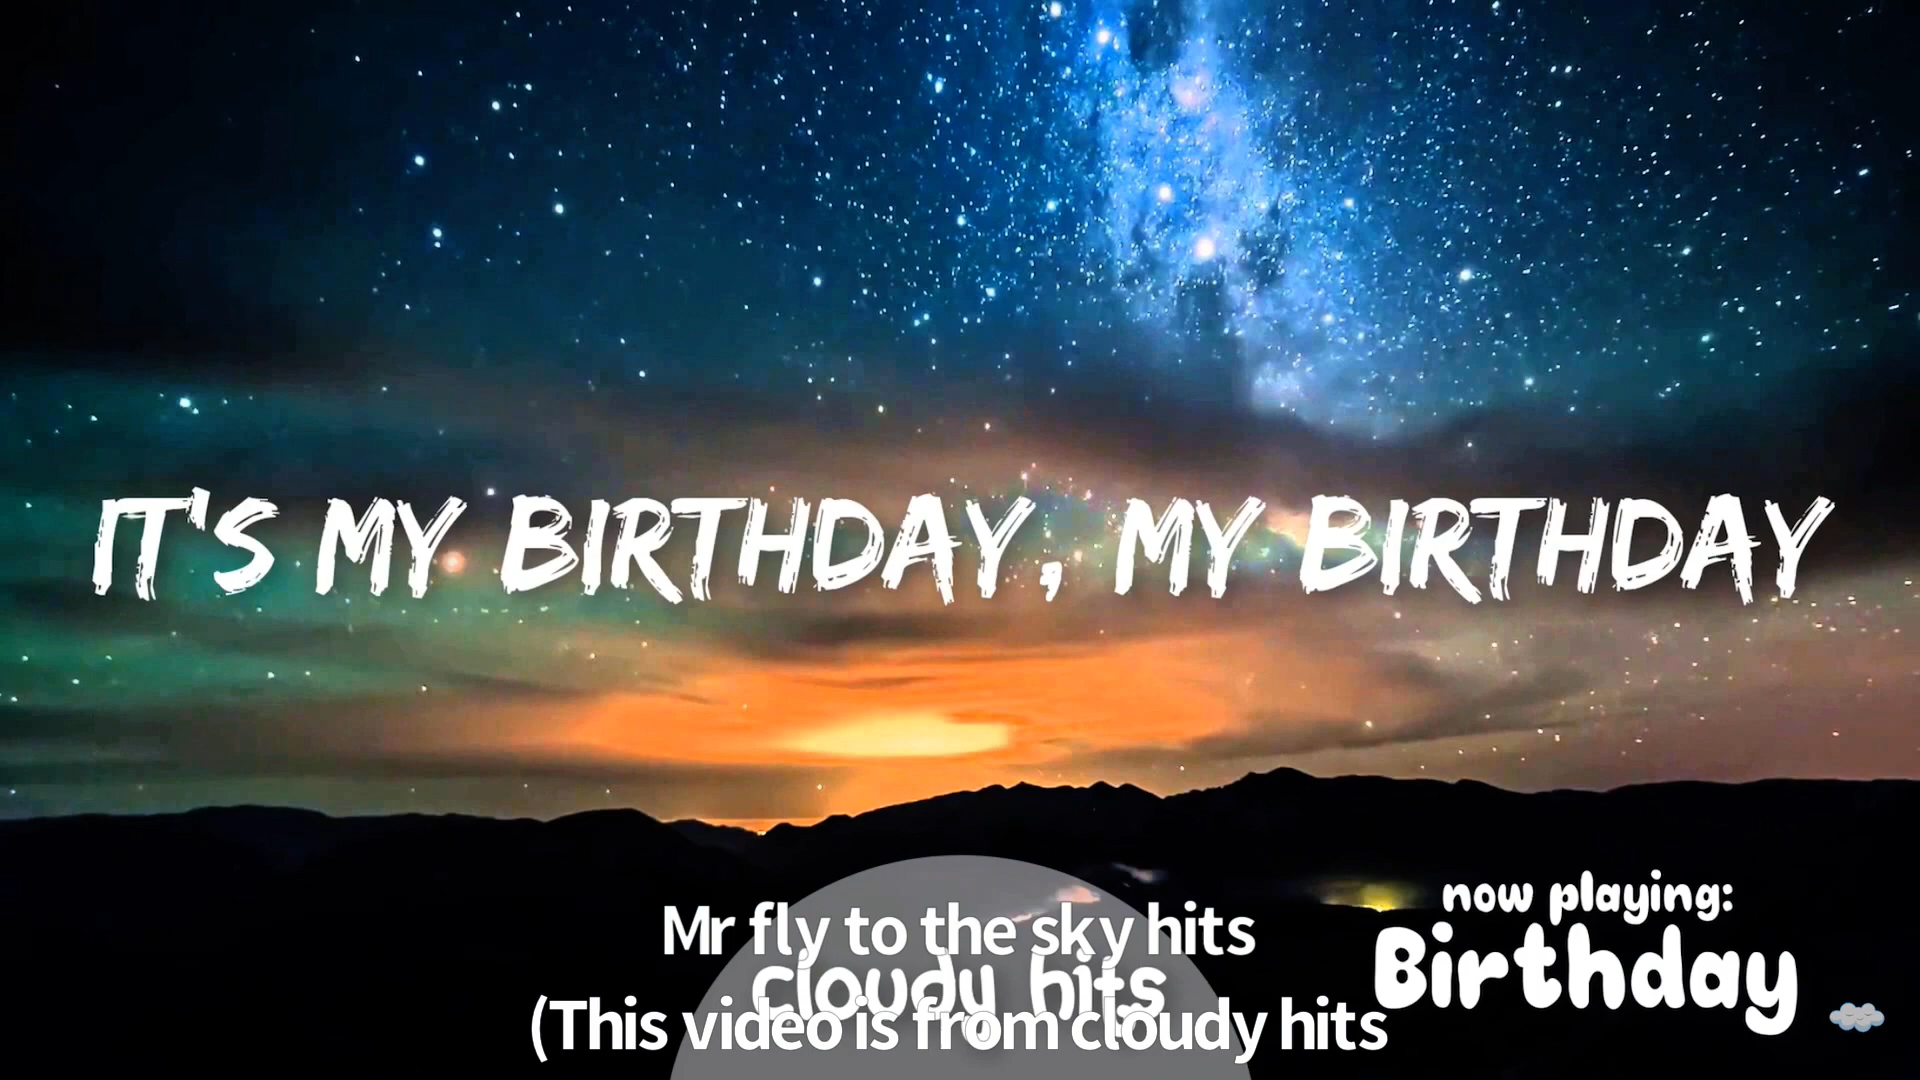 IT'S MY BIRTHDAY, MY BIRTHDAY
now playing:
Birthday
Mr fly to the sky hits
cloudy hits
(This video is from cloudy hits